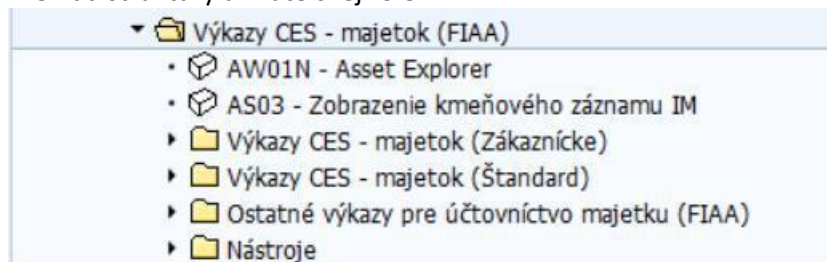 Výkazy CES - majetok (FIAA)
AW01N - Asset Explorer
AS03 - Zobrazenie kmeňového záznamu IM
Výkazy CES - majetok (Zákaznícke)
Výkazy CES - majetok (Štandard)
Ostatné výkazy pre účtovníctvo majetku (FIAA)
Nástroje